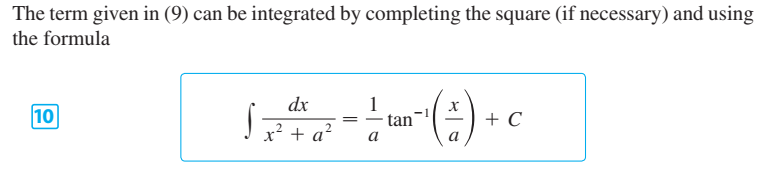 The term given in (9) can be integrated by completing the square (if necessary) and using
the formula
10 ∫ dx / (x² + a²) = (1/a) tan⁻¹(x/a) + C